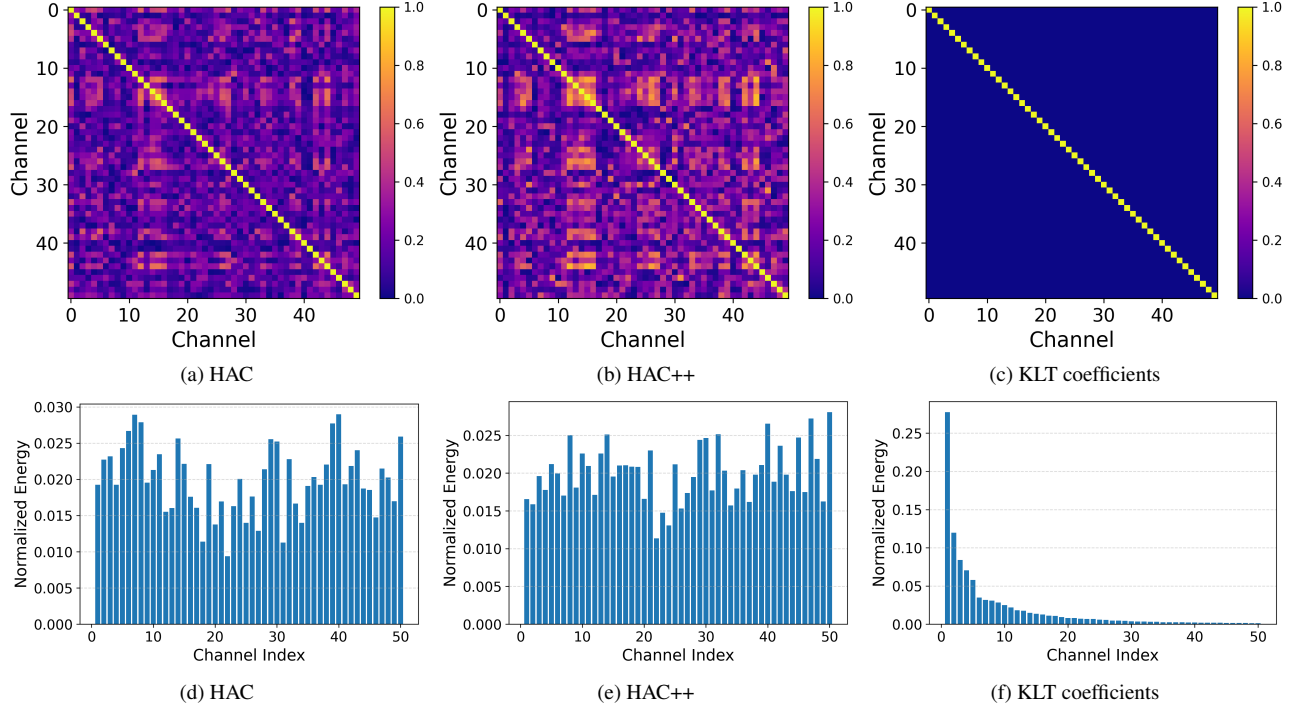 0 10 20 30 40
Channel
0 10 20 30 40
Channel
0.0 0.2 0.4 0.6 0.8 1.0
(a) HAC
0 10 20 30 40
Channel
0 10 20 30 40
Channel
0.0 0.2 0.4 0.6 0.8 1.0
(b) HAC++
0 10 20 30 40
Channel
0 10 20 30 40
Channel
0.0 0.2 0.4 0.6 0.8 1.0
(c) KLT coefficients
0.030
0.025
0.020
0.015
0.010
0.005
0.000
Normalized Energy
0 10 20 30 40 50
Channel Index
(d) HAC
0.025
0.020
0.015
0.010
0.005
0.000
Normalized Energy
0 10 20 30 40 50
Channel Index
(e) HAC++
0.25
0.20
0.15
0.10
0.05
0.00
Normalized Energy
0 10 20 30 40 50
Channel Index
(f) KLT coefficients